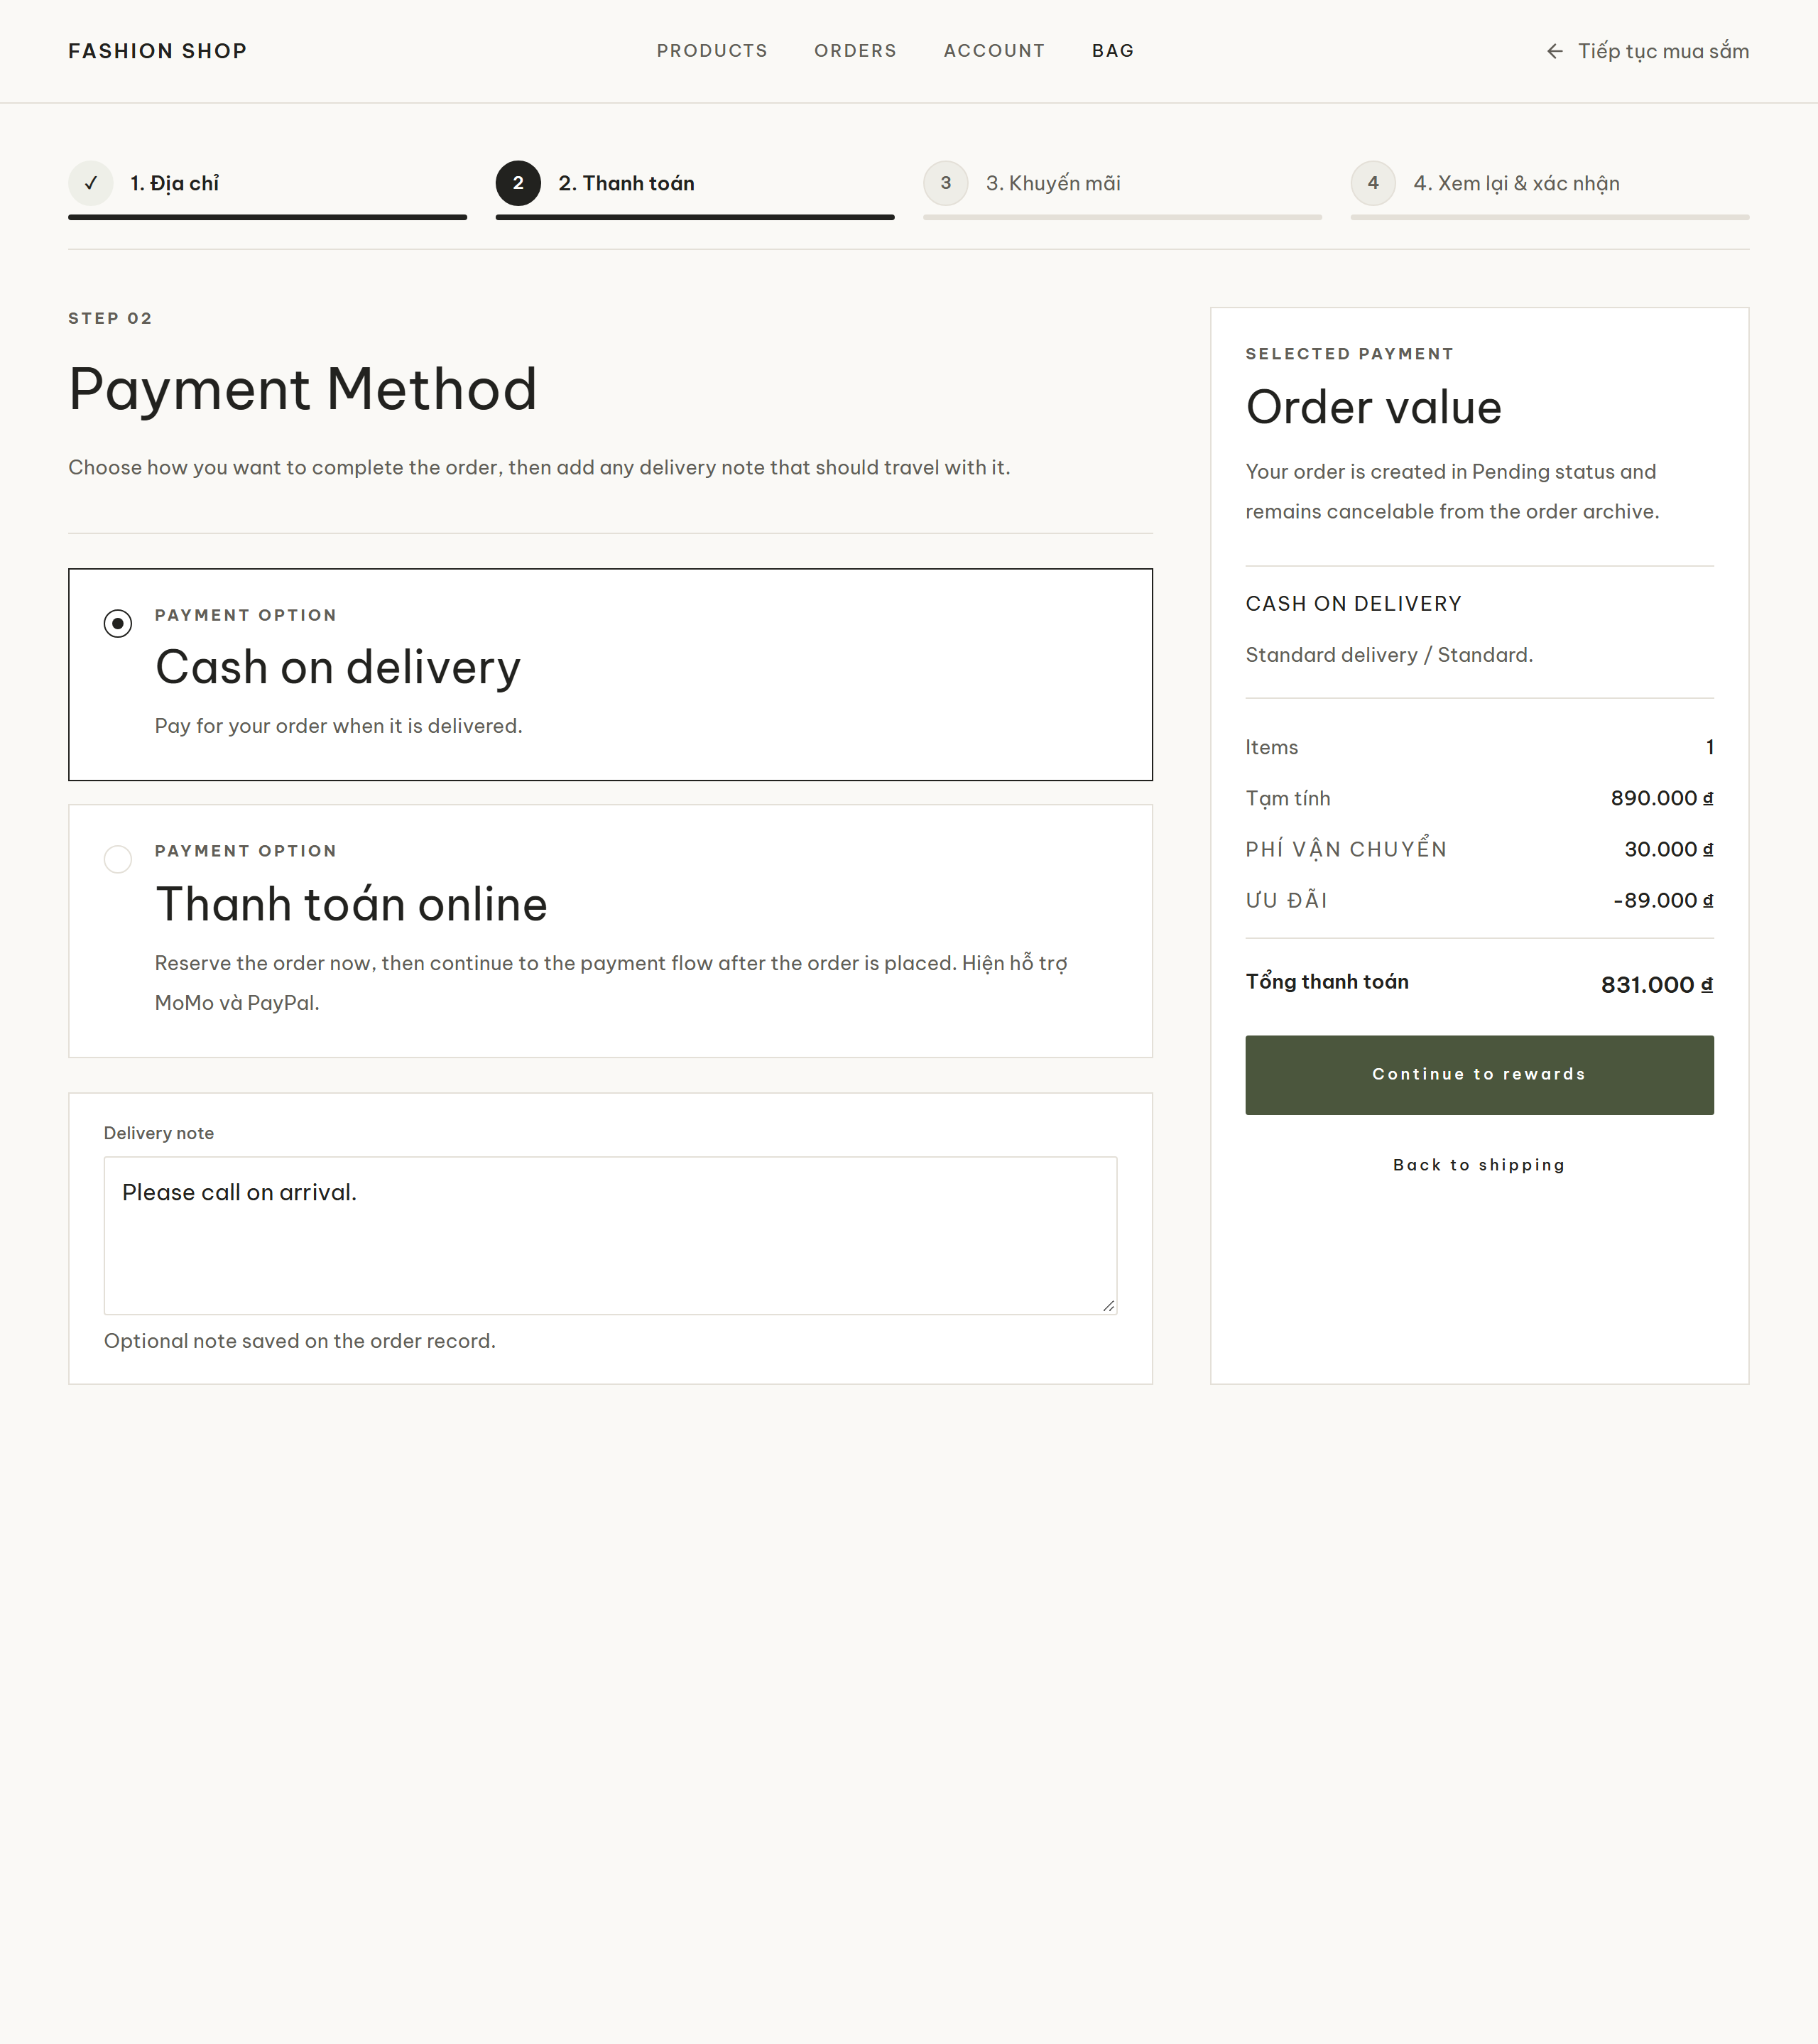 FASHION SHOP
PRODUCTS
ORDERS
ACCOUNT
BAG
← Tiếp tục mua sắm
✓ 1. Địa chỉ
2 2. Thanh toán
3 3. Khuyến mãi
4 4. Xem lại & xác nhận
STEP 02
Payment Method
Choose how you want to complete the order, then add any delivery note that should travel with it.
PAYMENT OPTION
Cash on delivery
Pay for your order when it is delivered.
PAYMENT OPTION
Thanh toán online
Reserve the order now, then continue to the payment flow after the order is placed. Hiện hỗ trợ
MoMo và PayPal.
Delivery note
Please call on arrival.
Optional note saved on the order record.
SELECTED PAYMENT
Order value
Your order is created in Pending status and
remains cancelable from the order archive.
CASH ON DELIVERY
Standard delivery / Standard.
Items 1
Tạm tính 890.000 ₫
PHÍ VẬN CHUYỂN 30.000 ₫
ƯU ĐÃI -89.000 ₫
Tổng thanh toán 831.000 ₫
Continue to rewards
Back to shipping